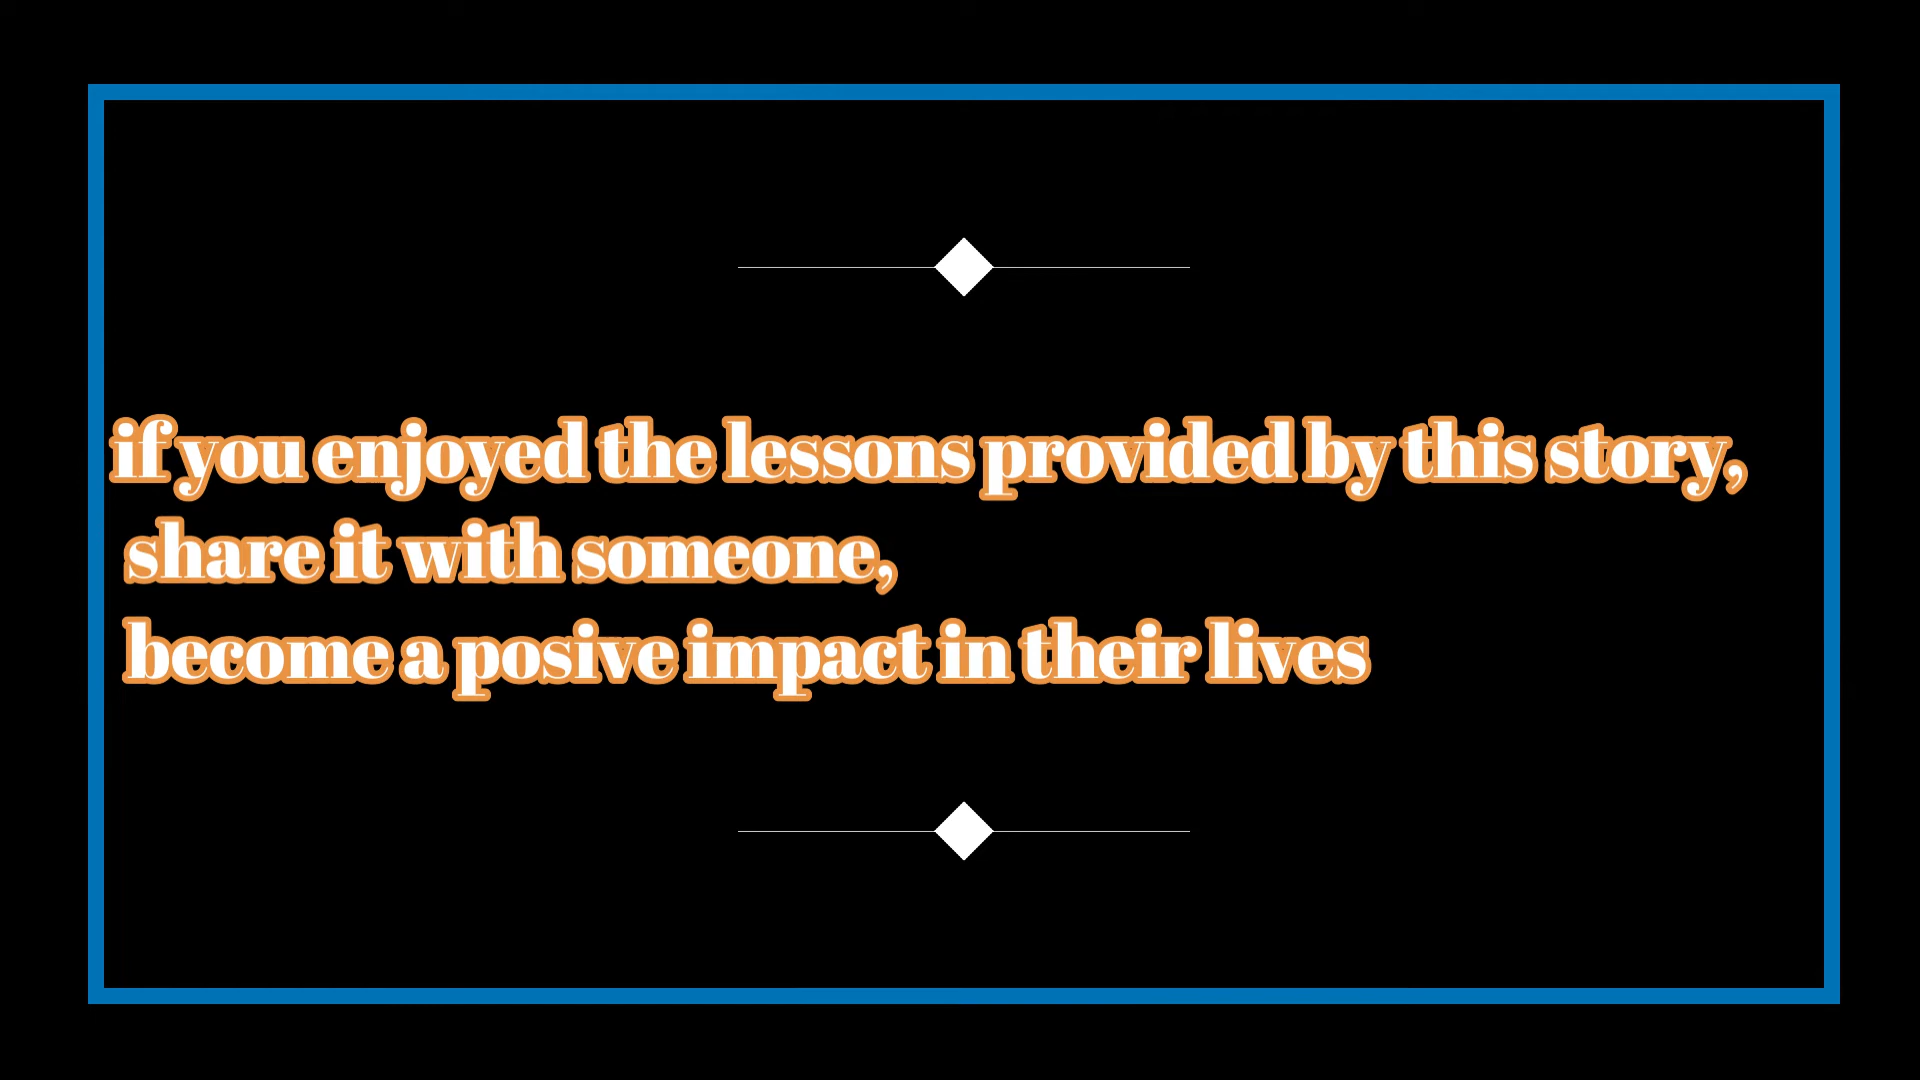 if you enjoyed the lessons provided by this story,
share it with someone,
become a posive impact in their lives